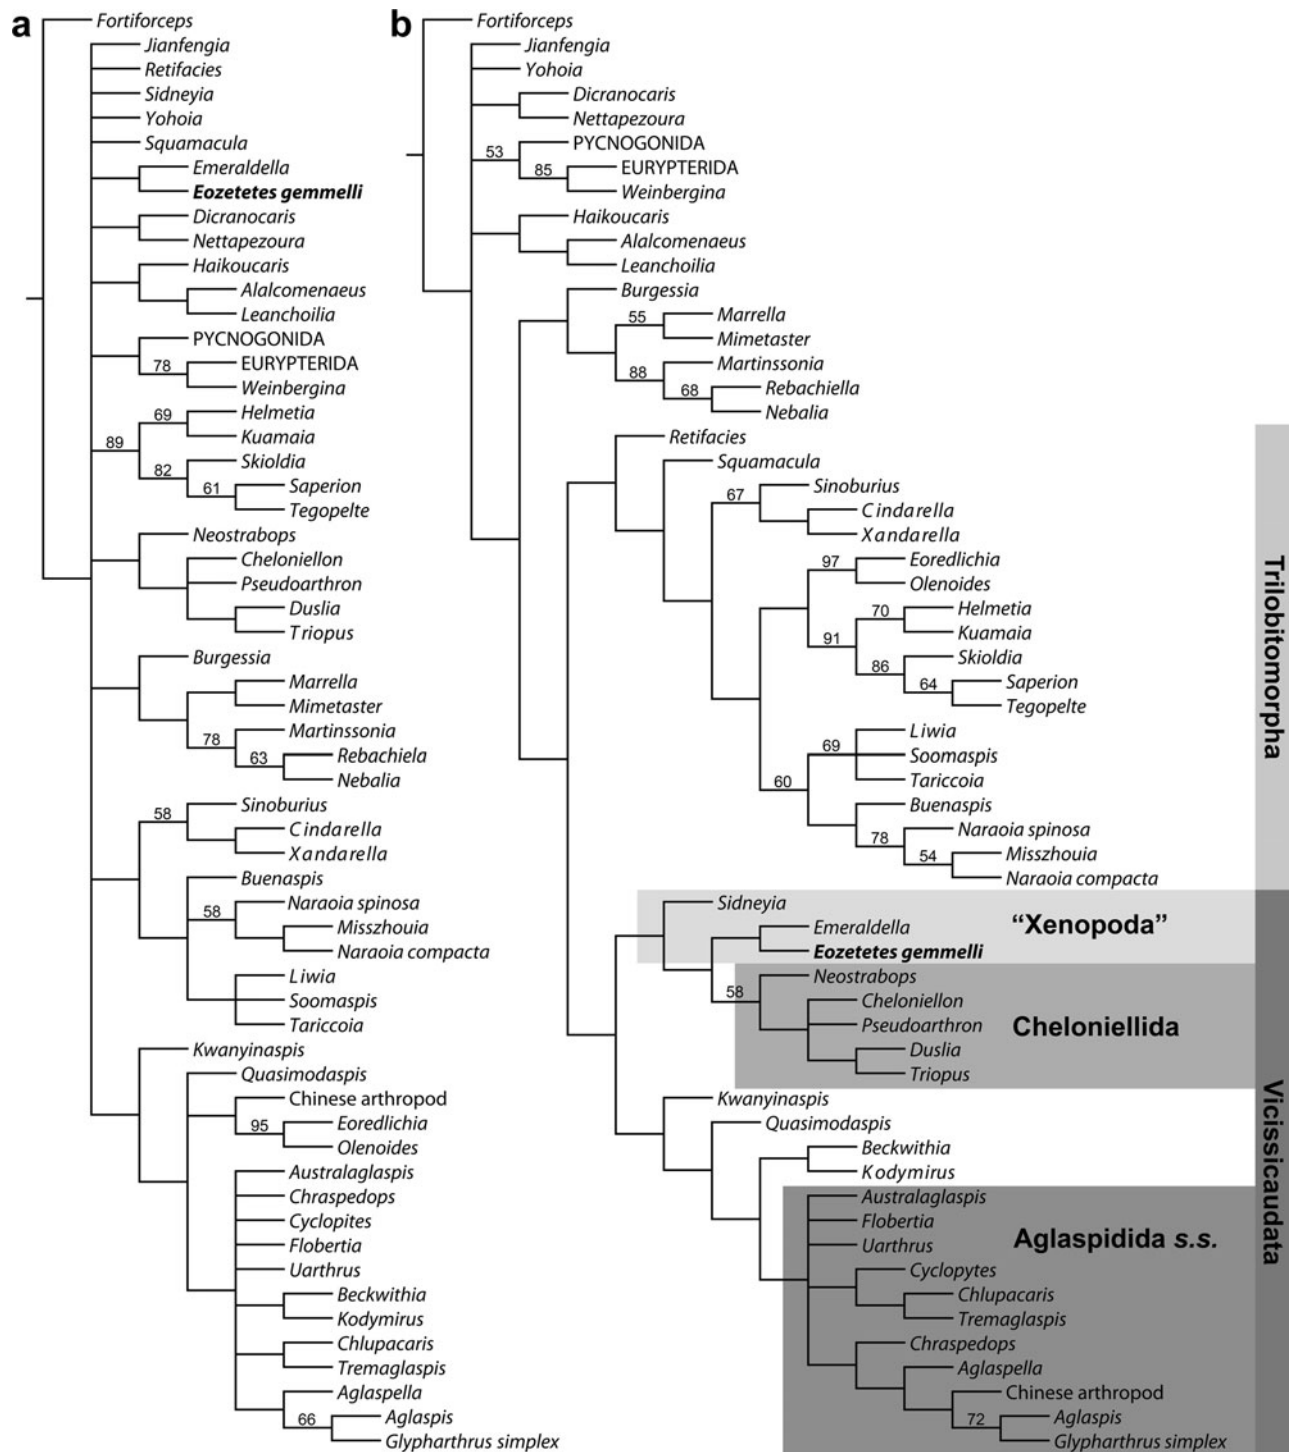 a
Fortiforceps
Jianfengia
Retifacies
Sidneyia
Yohoia
Squamacula
Emeraldella
Eozetetes gemmelli
Dicranocaris
Nettapezoura
Haikoucaris
Alalcomenaeus
Leanchoilia
PYCNOGONIDA
78
EURYPTERIDA
Weinbergina
69
Helmetia
89
Kuamaia
82
Skioldia
61
Saperion
Tegopelte
Neostrabops
Cheloniellon
Pseudoarthron
Duslia
Triopus
Burgessia
Marrella
Mimetaster
78
Martinssonia
63
Rebachiela
Nebalia
58
Sinoburius
Cindarella
Xandarella
Buenaspis
58
Naraoia spinosa
Misszhouia
Naraoia compacta
Liwia
Soomaspis
Tariccoia
Kwanyinaspis
Quasimodaspis
Chinese arthropod
95
Eoredlichia
Olenoides
Australaglaspis
Chraspedops
Cyclopites
Flobertia
Uarthrus
Beckwithia
Kodymirus
Chlupacaris
Tremaglaspis
Aglaspella
66
Aglaspis
Glypharthrus simplex
b
Fortiforceps
Jianfengia
Yohoia
Dicranocaris
Nettapezoura
53
PYCNOGONIDA
85
EURYPTERIDA
Weinbergina
Haikoucaris
Alalcomenaeus
Leanchoilia
Burgessia
55
Marrella
Mimetaster
88
Martinssonia
68
Rebachiella
Nebalia
Retifacies
Squamacula
67
Sinoburius
Cindarella
Xandarella
97
Eoredlichia
Olenoides
70
Helmetia
91
Kuamaia
86
Skioldia
64
Saperion
Tegopelte
69
Liwia
Soomaspis
60
Tariccoia
Buenaspis
78
Naraoia spinosa
54
Misszhouia
Naraoia compacta
Trilobitomorpha
Sidneyia
Emeraldella
Eozetetes gemmelli
“Xenopoda”
58
Neostrabops
Cheloniellon
Pseudoarthron
Duslia
Triopus
Cheloniellida
Kwanyinaspis
Quasimodaspis
Beckwithia
Kodymirus
Australaglaspis
Flobertia
Uarthrus
Aglaspidida s.s.
Cyclopytes
Chlupacaris
Tremaglaspis
Chraspedops
Aglaspella
Chinese arthropod
72
Aglaspis
Glypharthrus simplex
Vicissicaudata